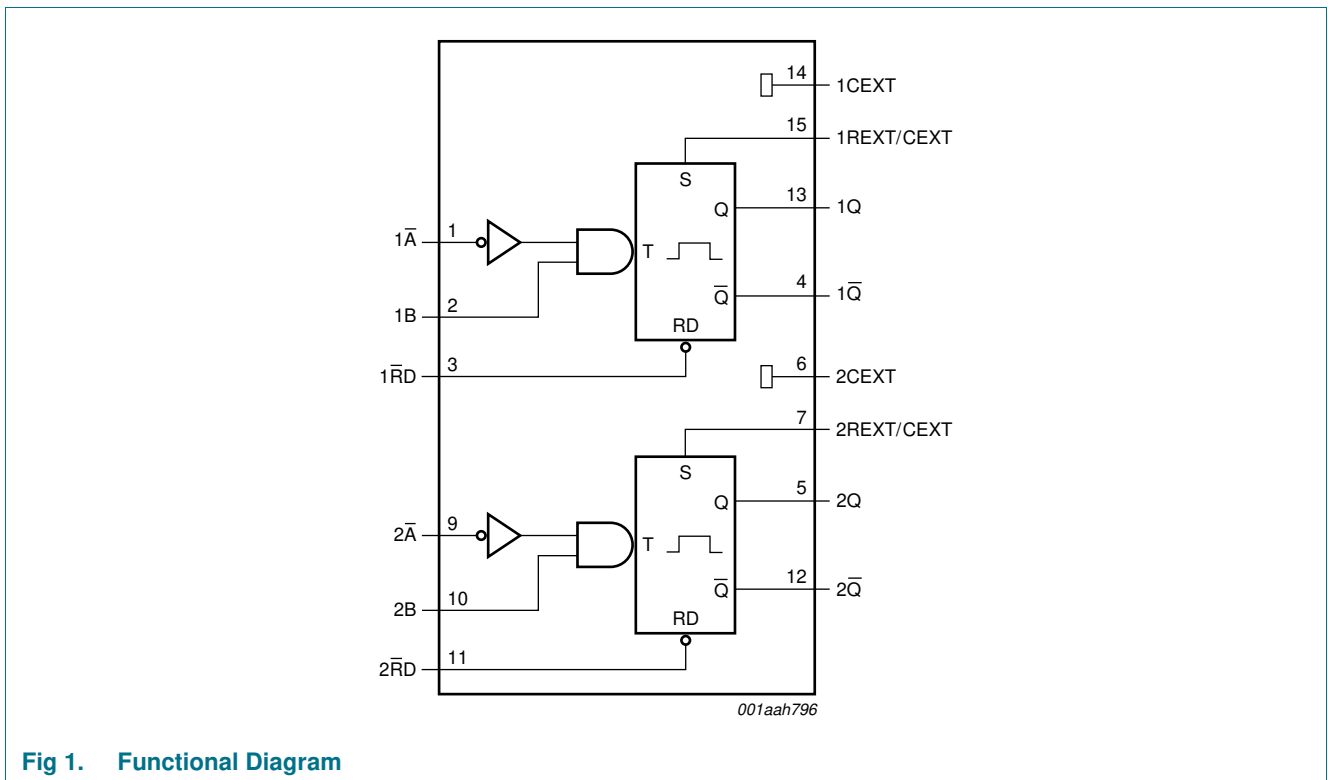 14 1CEXT
15 1REXT/CEXT
S
Q 13 1Q
1A̅ 1
T
Q̅ 4 1Q̅
1B 2
RD
1R̅D 3
6 2CEXT
7 2REXT/CEXT
S
Q 5 2Q
2A̅ 9
T
Q̅ 12 2Q̅
2B 10
RD
2R̅D 11
001aah796
Fig 1. Functional Diagram